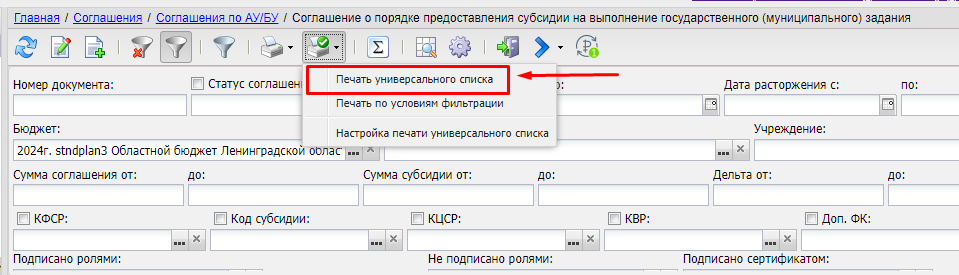 Главная / Соглашения / Соглашения по АУ/БУ / Соглашение о порядке предоставления субсидии на выполнение государственного (муниципального) задания
Печать универсального списка
Печать по условиям фильтрации
Настройка печати универсального списка
Номер документа: Статус соглашен о: Дата расторжения с: по:
Бюджет: Учреждение:
2024г. stndplan3 Областной бюджет Ленинградской област
Сумма соглашения от: до: Сумма субсидии от: до: Дельта от: до:
КФСР: Код субсидии: КЦСР: КВР: Доп. ФК:
Подписано ролями: Не подписано ролями: Подписано сертификатом: